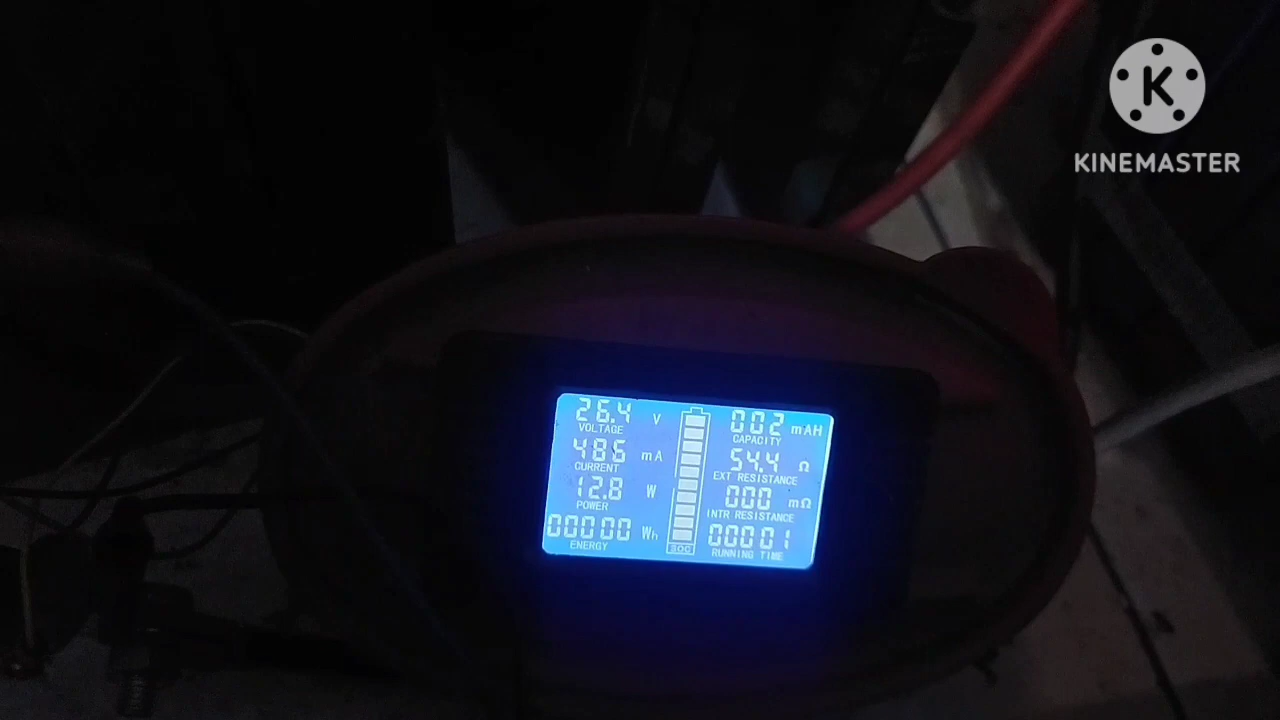 K
KINEMASTER
26.4 V
VOLTAGE
486 mA
CURRENT
12.8 W
POWER
00000 Wh
ENERGY
SOC
002 mAH
CAPACITY
54.4 Ω
EXT RESISTANCE
000 mΩ
INTR RESISTANCE
00001
RUNNING TIME